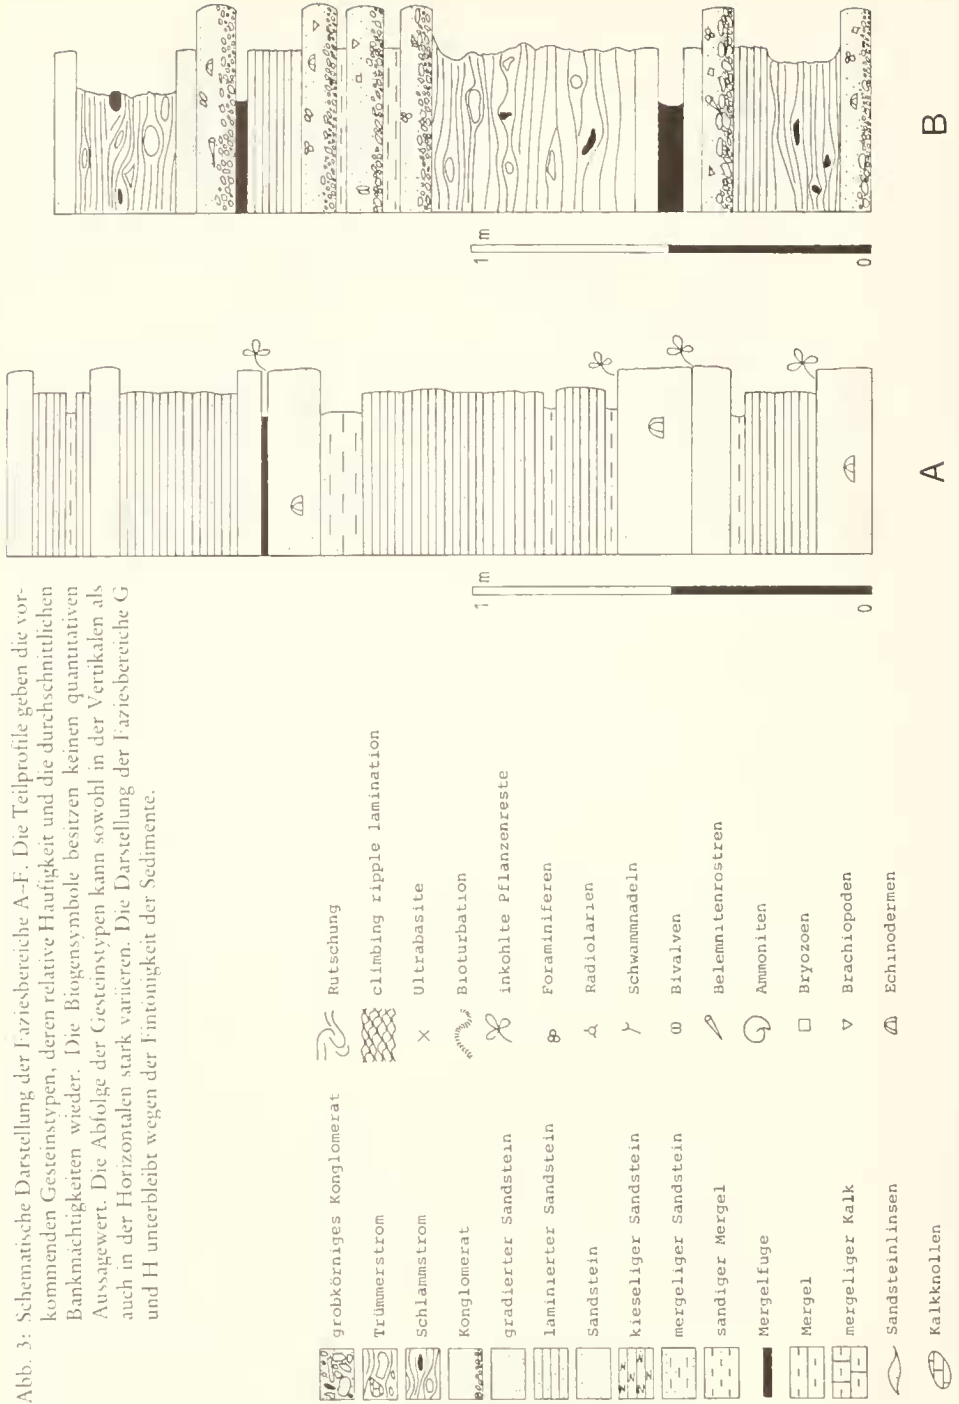 Abb. 3: Schematische Darstellung der Faziesbereiche A–F. Die Teilprofile geben die vor-
kommenden Gesteinstypen, deren relative Haufigkeit und die durchschnittlichen
Bankmächtigkeiten wieder. Die Biogensymbole besitzen keinen quantitativen
Aussagewert. Die Abfolge der Gesteinstypen kann sowohl in der Vertikalen als
auch in der Horizontalen stark variieren. Die Darstellung der Faziesbereiche G
und H unterbleibt wegen der Eintönigkeit der Sedimente.
grobkörniges Konglomerat
Trümmerstrom
Schlammstrom
Konglomerat
gradierter Sandstein
laminierter Sandstein
Sandstein
kieseliger Sandstein
mergeliger Sandstein
sandiger Mergel
Mergelfuge
Mergel
mergeliger Kalk
Sandsteinlinsen
Kalkknollen
Rutschung
climbing ripple lamination
Ultrabasite
Bioturbation
inkohlte Pflanzenreste
Foraminiferen
Radiolarien
Schwammnadeln
Bivalven
Belemnitenrostren
Ammoniten
Bryozoen
Brachiopoden
Echinodermen
1 m
0
A
1 m
0
B